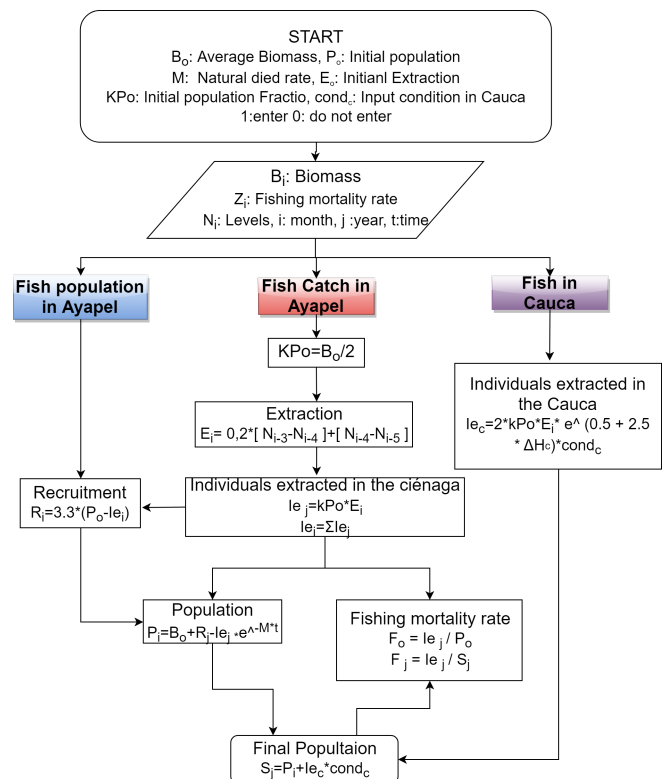 START
Bₒ: Average Biomass, Pₒ: Initial population
M: Natural died rate, Eₒ: Initianl Extraction
KPo: Initial population Fractio, cond꜀: Input condition in Cauca
1:enter 0: do not enter
Bᵢ: Biomass
Zᵢ: Fishing mortality rate
Nᵢ: Levels, i: month, j :year, t:time
Fish population
in Ayapel
Fish Catch in
Ayapel
Fish in
Cauca
KPo=Bₒ/2
Individuals extracted in
the Cauca
Ie꜀=2*kPo*Eᵢ* e^ (0.5 + 2.5
* ΔHc)*cond꜀
Extraction
Eᵢ= 0,2*[ Nᵢ₋₃-Nᵢ₋₄ ]+[ Nᵢ₋₄-Nᵢ₋₅ ]
Recruitment
Rᵢ=3.3*(Pₒ-Ieᵢ)
Individuals extracted in the ciénaga
Ie ⱼ=kPo*Eᵢ
Ieᵢ=ΣIeⱼ
Population
Pᵢ=Bₒ+Rⱼ-Ieⱼ *e^-M*t
Fishing mortality rate
Fₒ = Ie ⱼ / Pₒ
F ⱼ = Ie ⱼ / Sⱼ
Final Popultaion
Sⱼ=Pᵢ+Ie꜀*cond꜀